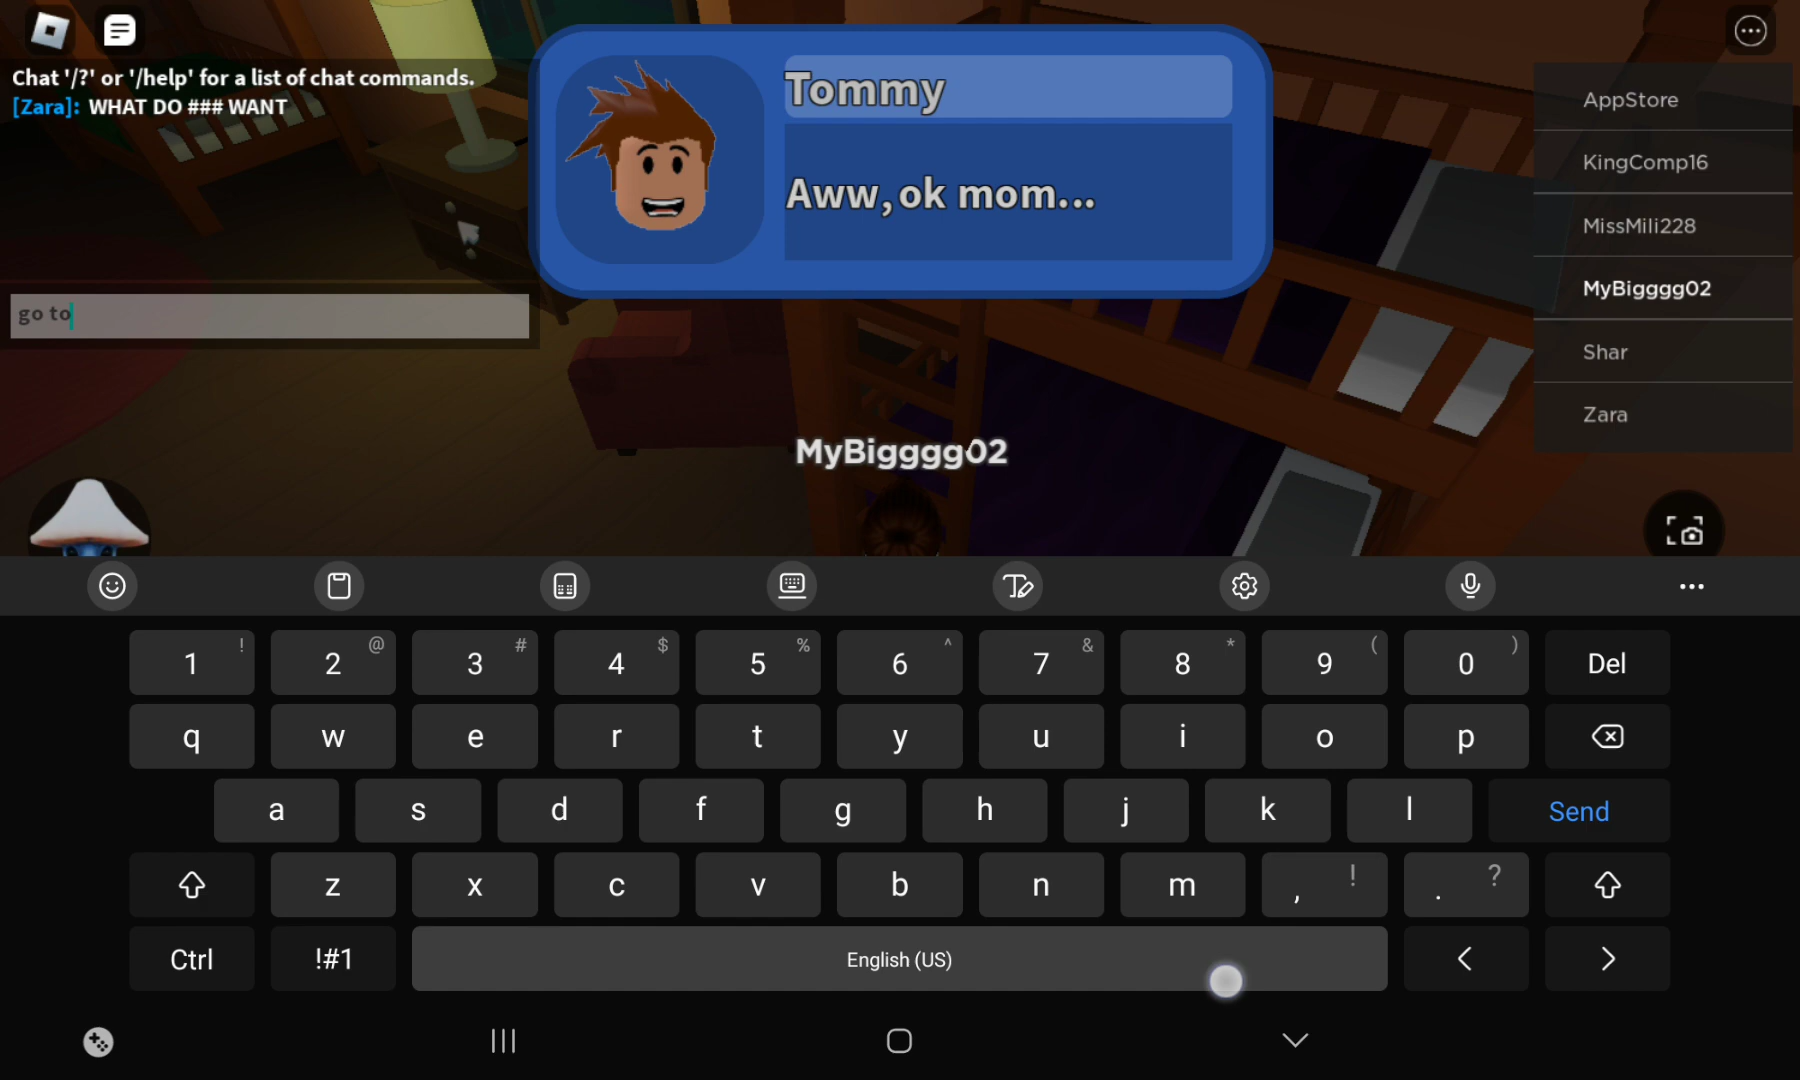 Chat '/?' or '/help' for a list of chat commands.
[Zara]: WHAT DO ### WANT
go to
Tommy
Aww, ok mom...
AppStore
KingComp16
MissMili228
MyBigggg02
Shar
Zara
MyBigggg02
1 ! 2 @ 3 # 4 $ 5 % 6 ^ 7 & 8 * 9 ( 0 ) Del
q w e r t y u i o p
a s d f g h j k l Send
z x c v b n m , ! . ?
Ctrl !#1 English (US) < >